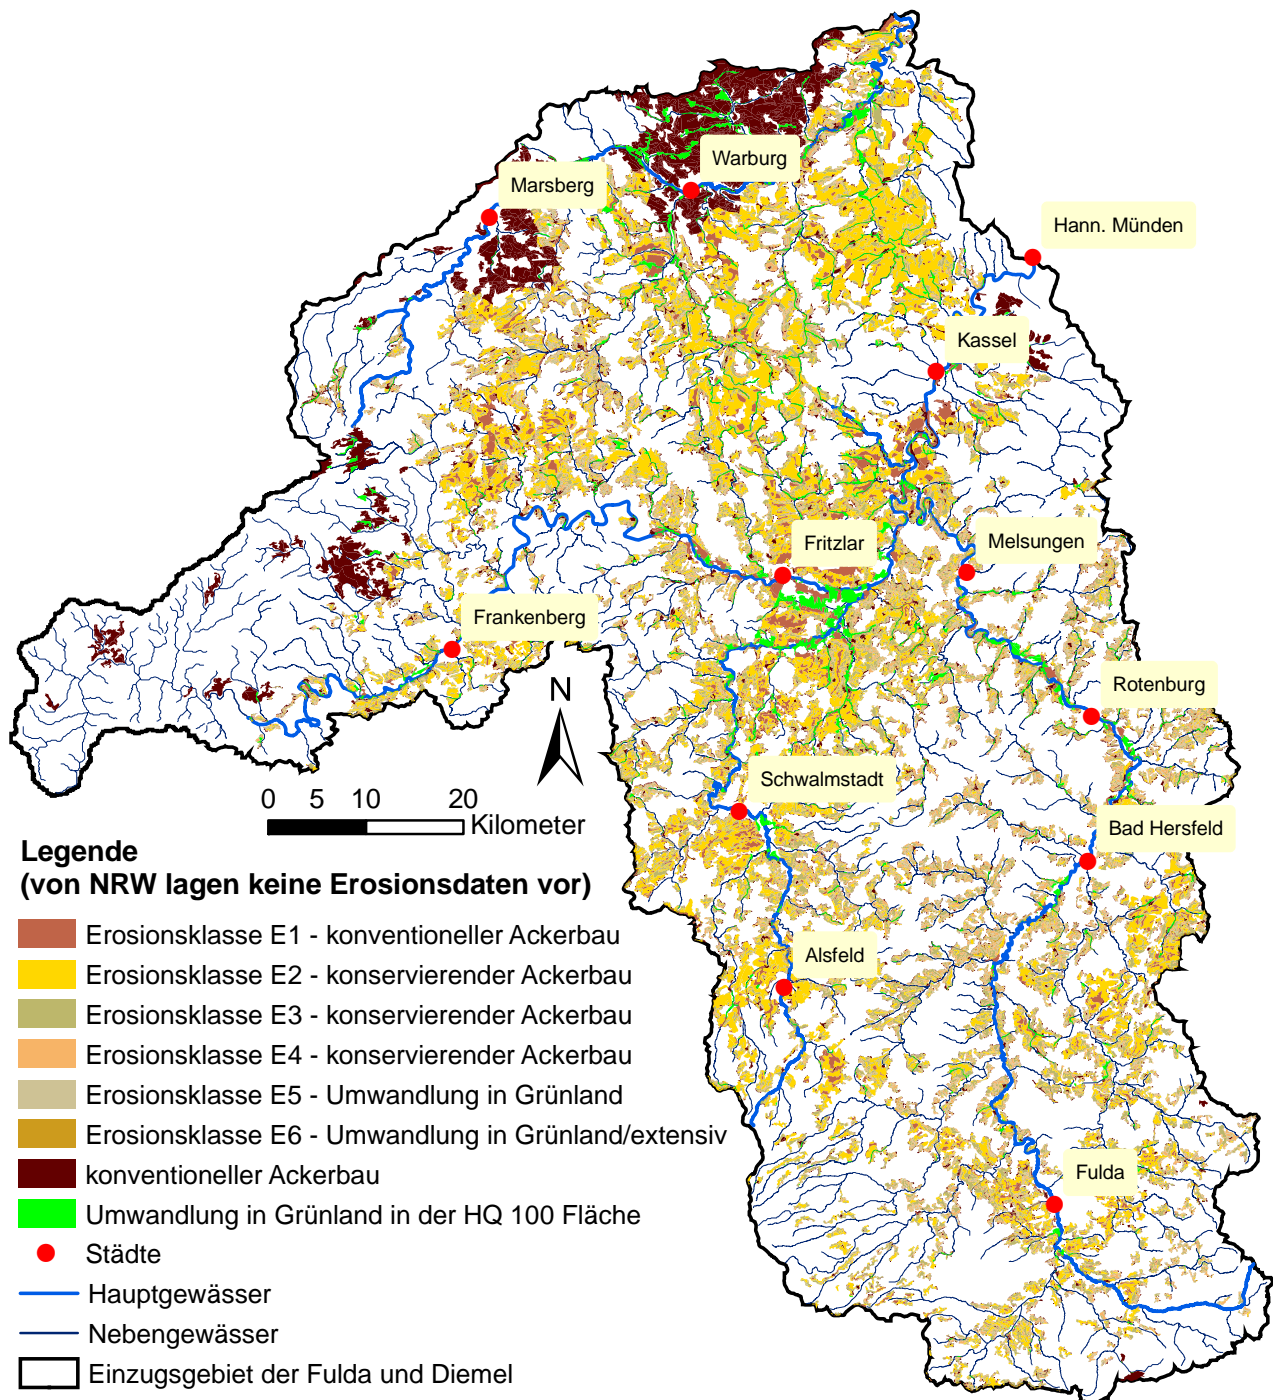 Warburg
Marsberg
Hann. Münden
Kassel
Fritzlar
Melsungen
Frankenberg
Rotenburg
N
Schwalmstadt
0 5 10 20
Kilometer
Bad Hersfeld
Legende
(von NRW lagen keine Erosionsdaten vor)
Erosionsklasse E1 - konventioneller Ackerbau
Erosionsklasse E2 - konservierender Ackerbau
Erosionsklasse E3 - konservierender Ackerbau
Erosionsklasse E4 - konservierender Ackerbau
Erosionsklasse E5 - Umwandlung in Grünland
Erosionsklasse E6 - Umwandlung in Grünland/extensiv
konventioneller Ackerbau
Umwandlung in Grünland in der HQ 100 Fläche
Städte
Hauptgewässer
Nebengewässer
Einzugsgebiet der Fulda und Diemel
Alsfeld
Fulda